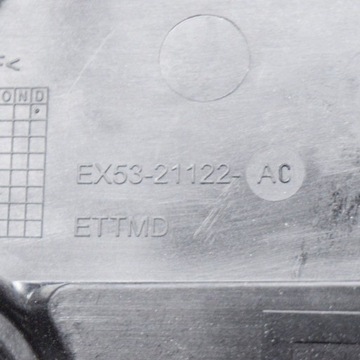 F<
O N D
EX53-21122- AC
ETTMD